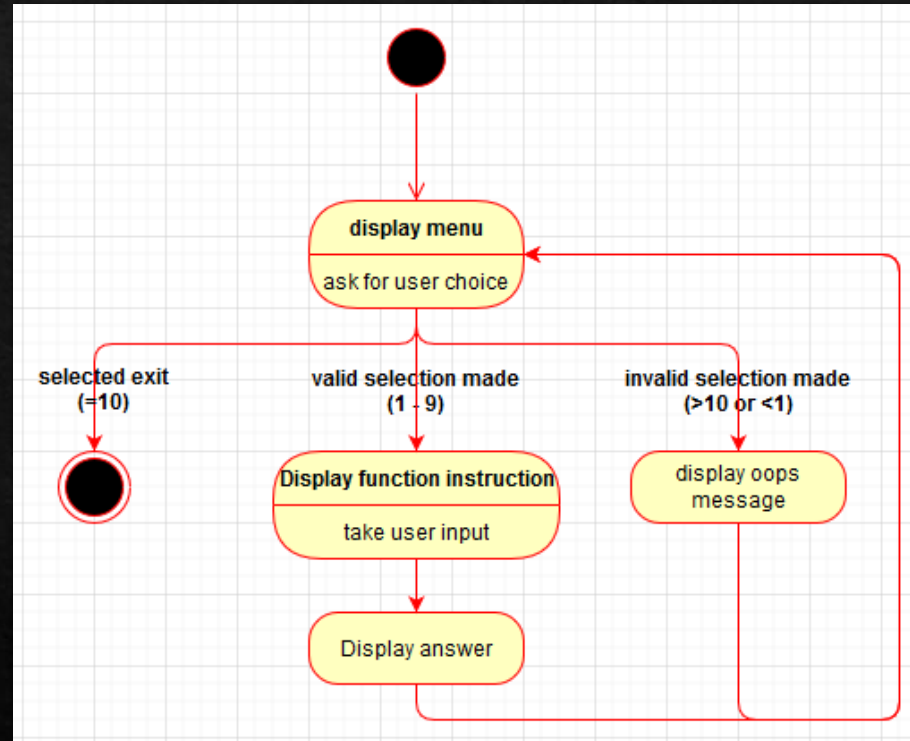 display menu
ask for user choice
selected exit
(=10)
valid selection made
(1 - 9)
invalid selection made
(>10 or <1)
Display function instruction
take user input
display oops
message
Display answer